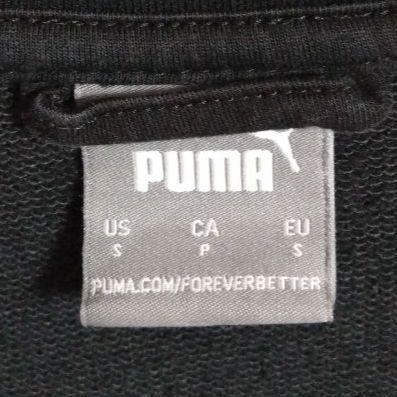 PUMA
US CA EU
S P S
PUMA.COM/FOREVERBETTER